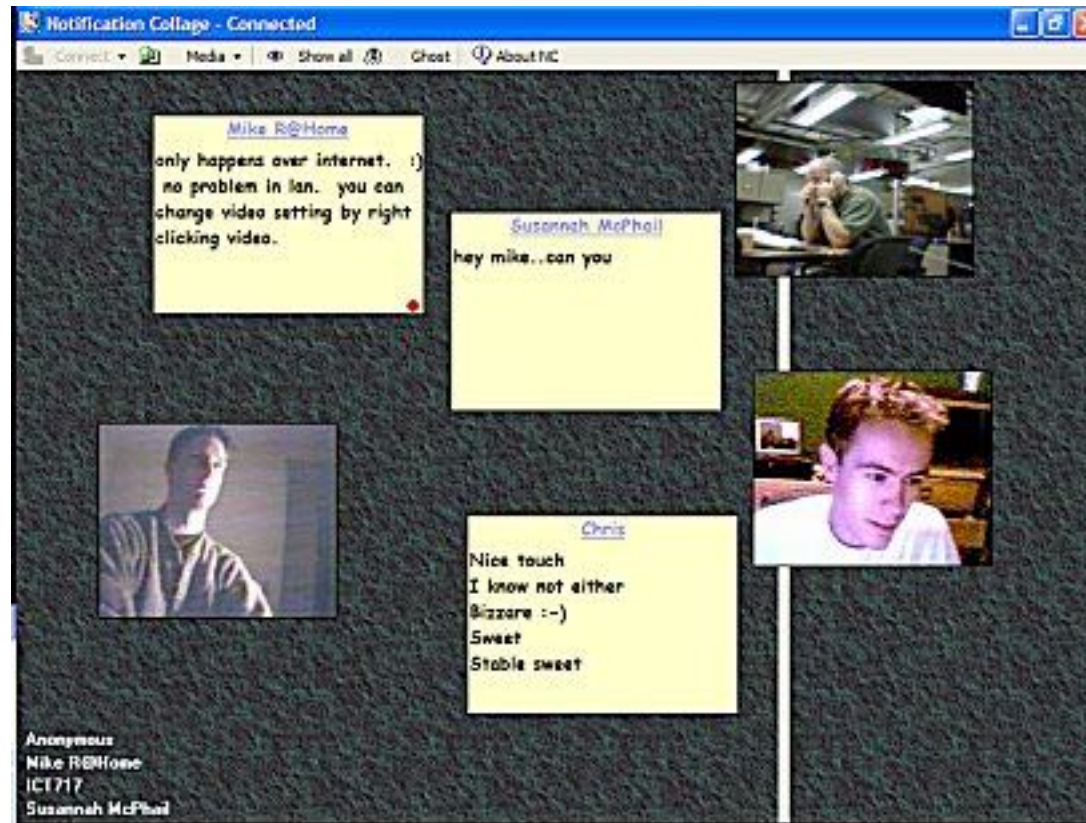 Notification Collage - Connected
Connect Media Show all Ghost About NC
Mike R@Home
only happens over internet. :)
no problem in lan. you can
change video setting by right
clicking video.
Susannah McPhail
hey mike..can you
Chris
Nice touch
I know not either
Bizzare :-)
Sweet
Stable sweet
Anonymous
Mike R@Home
ICT717
Susannah McPhail